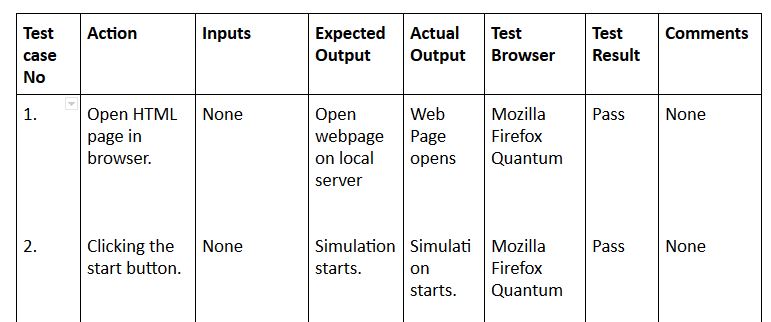 Test case No
Action
Inputs
Expected Output
Actual Output
Test Browser
Test Result
Comments
1.
Open HTML page in browser.
None
Open webpage on local server
Web Page opens
Mozilla Firefox Quantum
Pass
None
2.
Clicking the start button.
None
Simulation starts.
Simulati on starts.
Mozilla Firefox Quantum
Pass
None